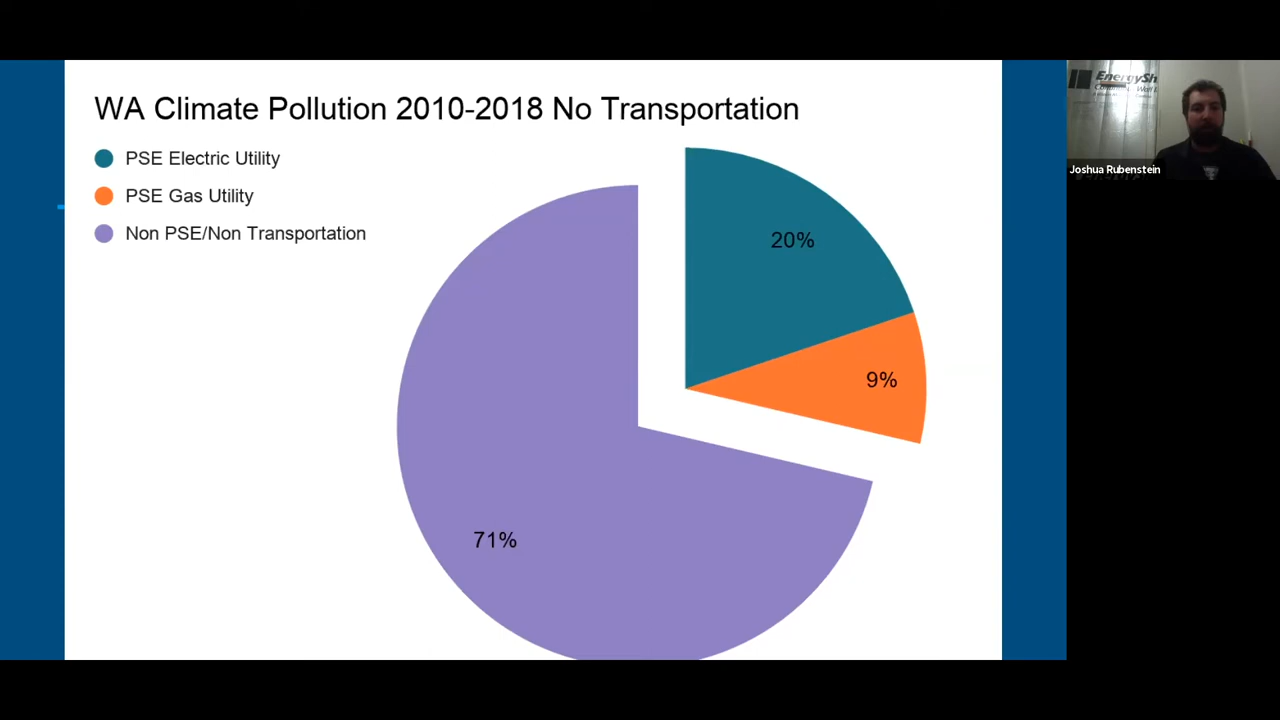 WA Climate Pollution 2010-2018 No Transportation
PSE Electric Utility
PSE Gas Utility
Non PSE/Non Transportation
20%
9%
71%
EnergySh
Joshua Rubenstein